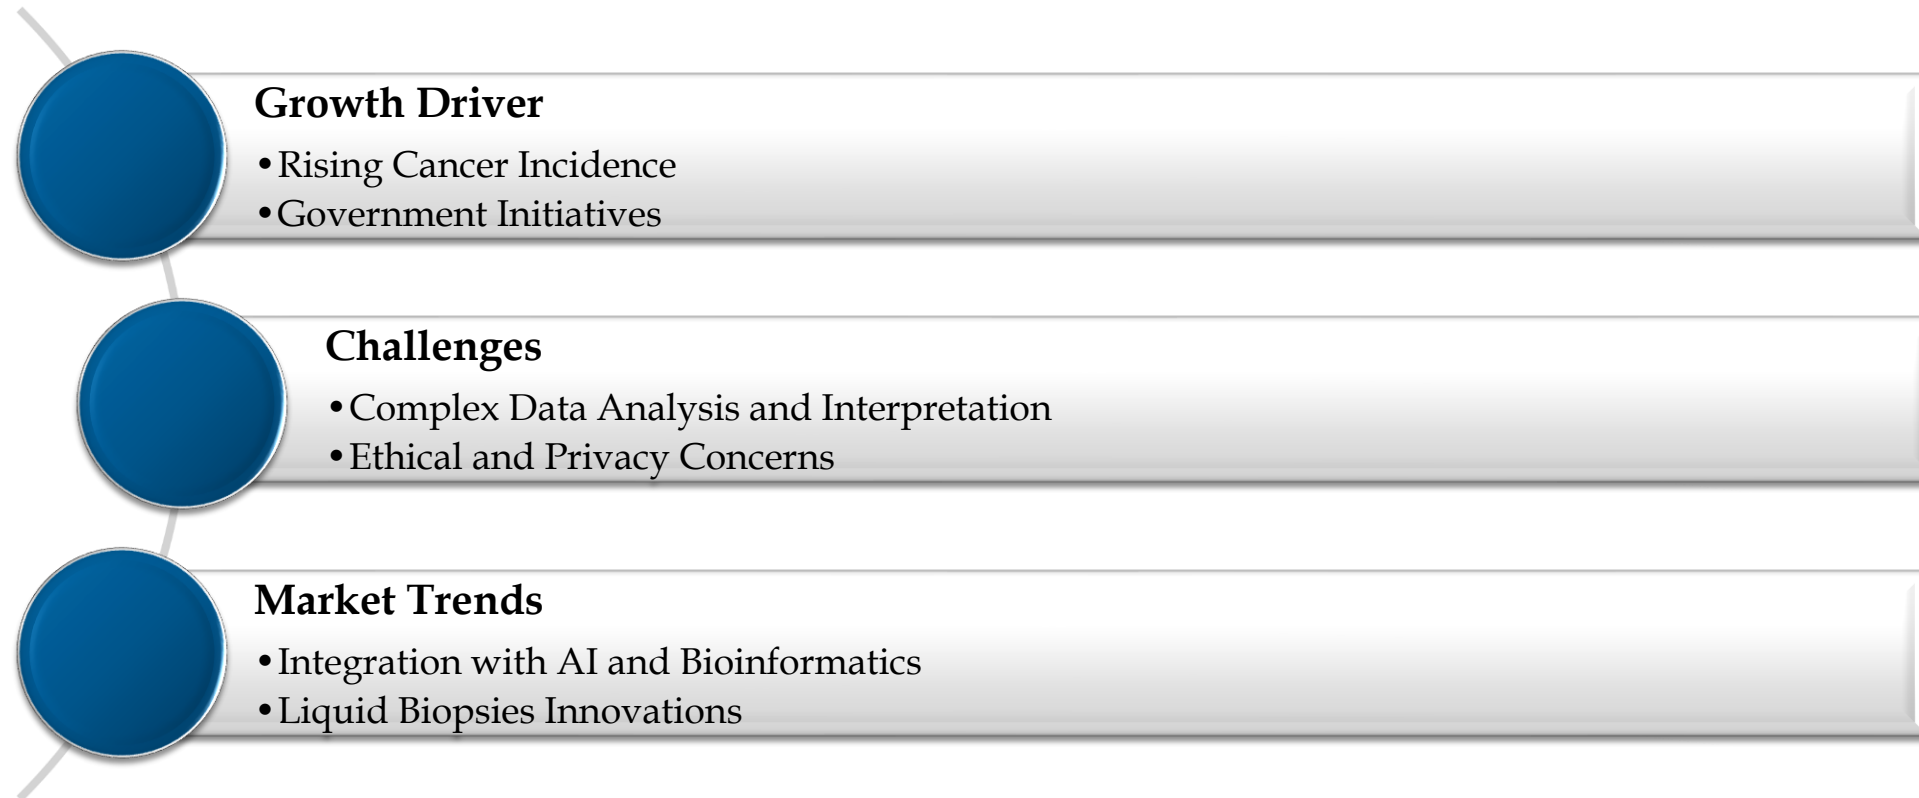 Growth Driver
•Rising Cancer Incidence
•Government Initiatives
Challenges
•Complex Data Analysis and Interpretation
•Ethical and Privacy Concerns
Market Trends
•Integration with AI and Bioinformatics
•Liquid Biopsies Innovations